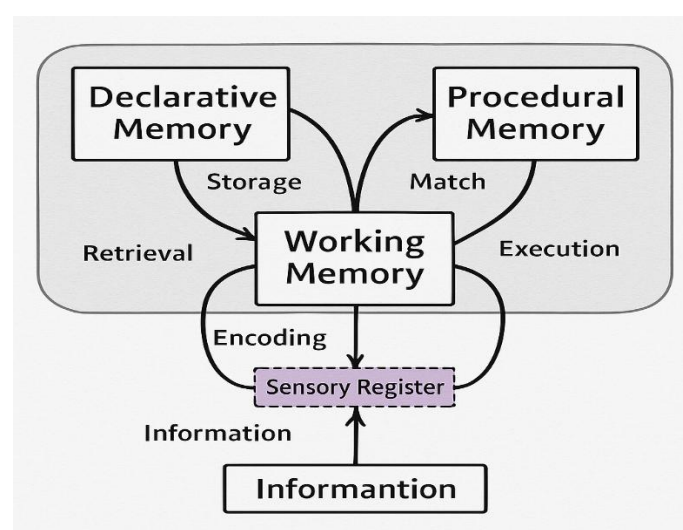 Declarative
Memory
Procedural
Memory
Storage
Match
Retrieval
Working
Memory
Execution
Encoding
Sensory Register
Information
Informantion